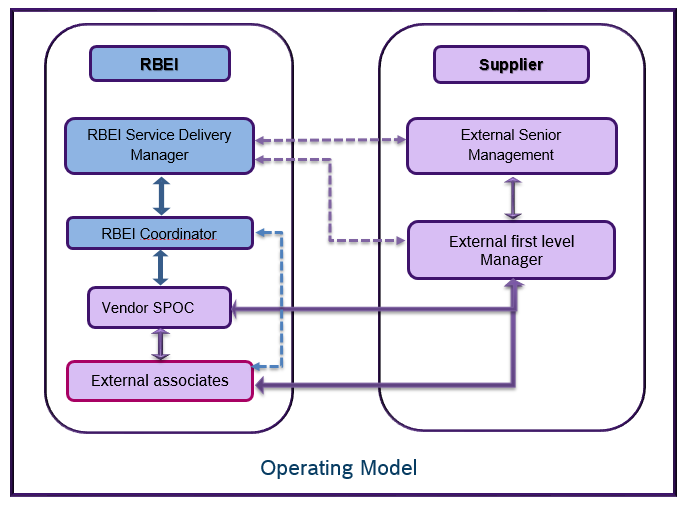 RBEI
Supplier
RBEI Service Delivery
Manager
External Senior
Management
RBEI Coordinator
External first level
Manager
Vendor SPOC
External associates
Operating Model